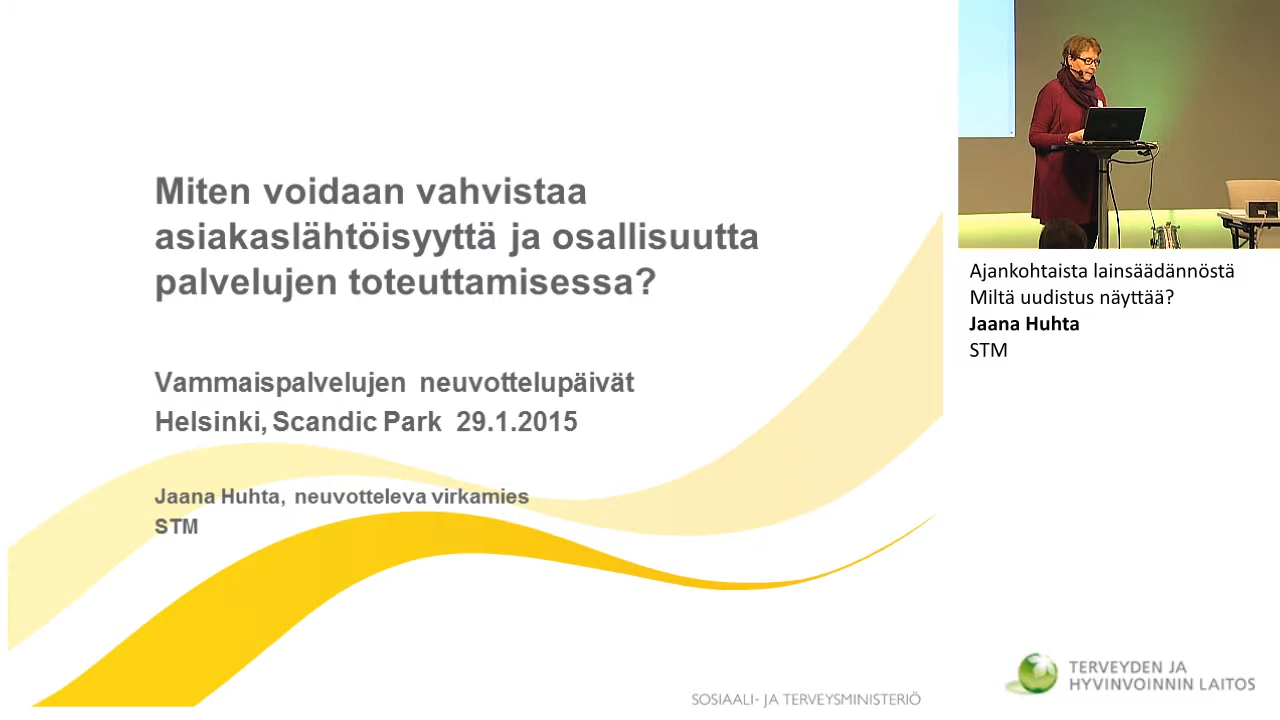 Miten voidaan vahvistaa
asiakaslähtöisyyttä ja osallisuutta
palvelujen toteuttamisessa?
Vammaispalvelujen neuvottelupäivät
Helsinki, Scandic Park 29.1.2015
Jaana Huhta, neuvotteleva virkamies
STM
SOSIAALI- JA TERVEYSMINISTERIÖ
Ajankohtaista lainsäädännöstä
Miltä uudistus näyttää?
Jaana Huhta
STM
TERVEYDEN JA
HYVINVOINNIN LAITOS